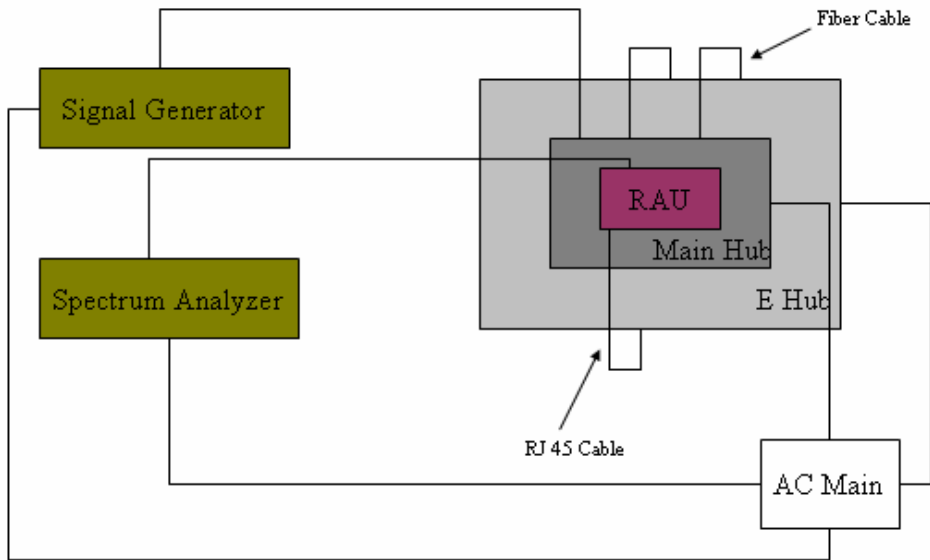 Fiber Cable
Signal Generator
RAU
Main Hub
Spectrum Analyzer
E Hub
RJ 45 Cable
AC Main